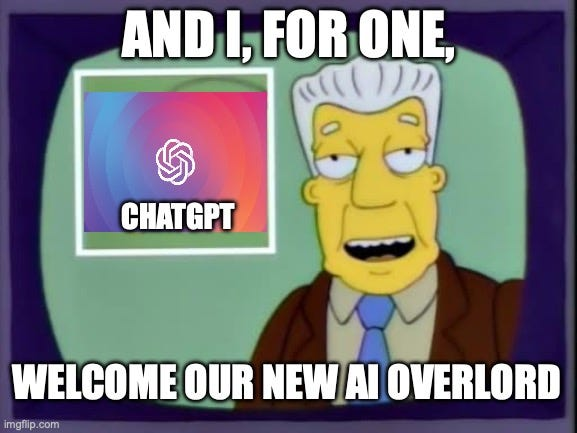 AND I, FOR ONE,
CHATGPT
WELCOME OUR NEW AI OVERLORD
imgflip.com